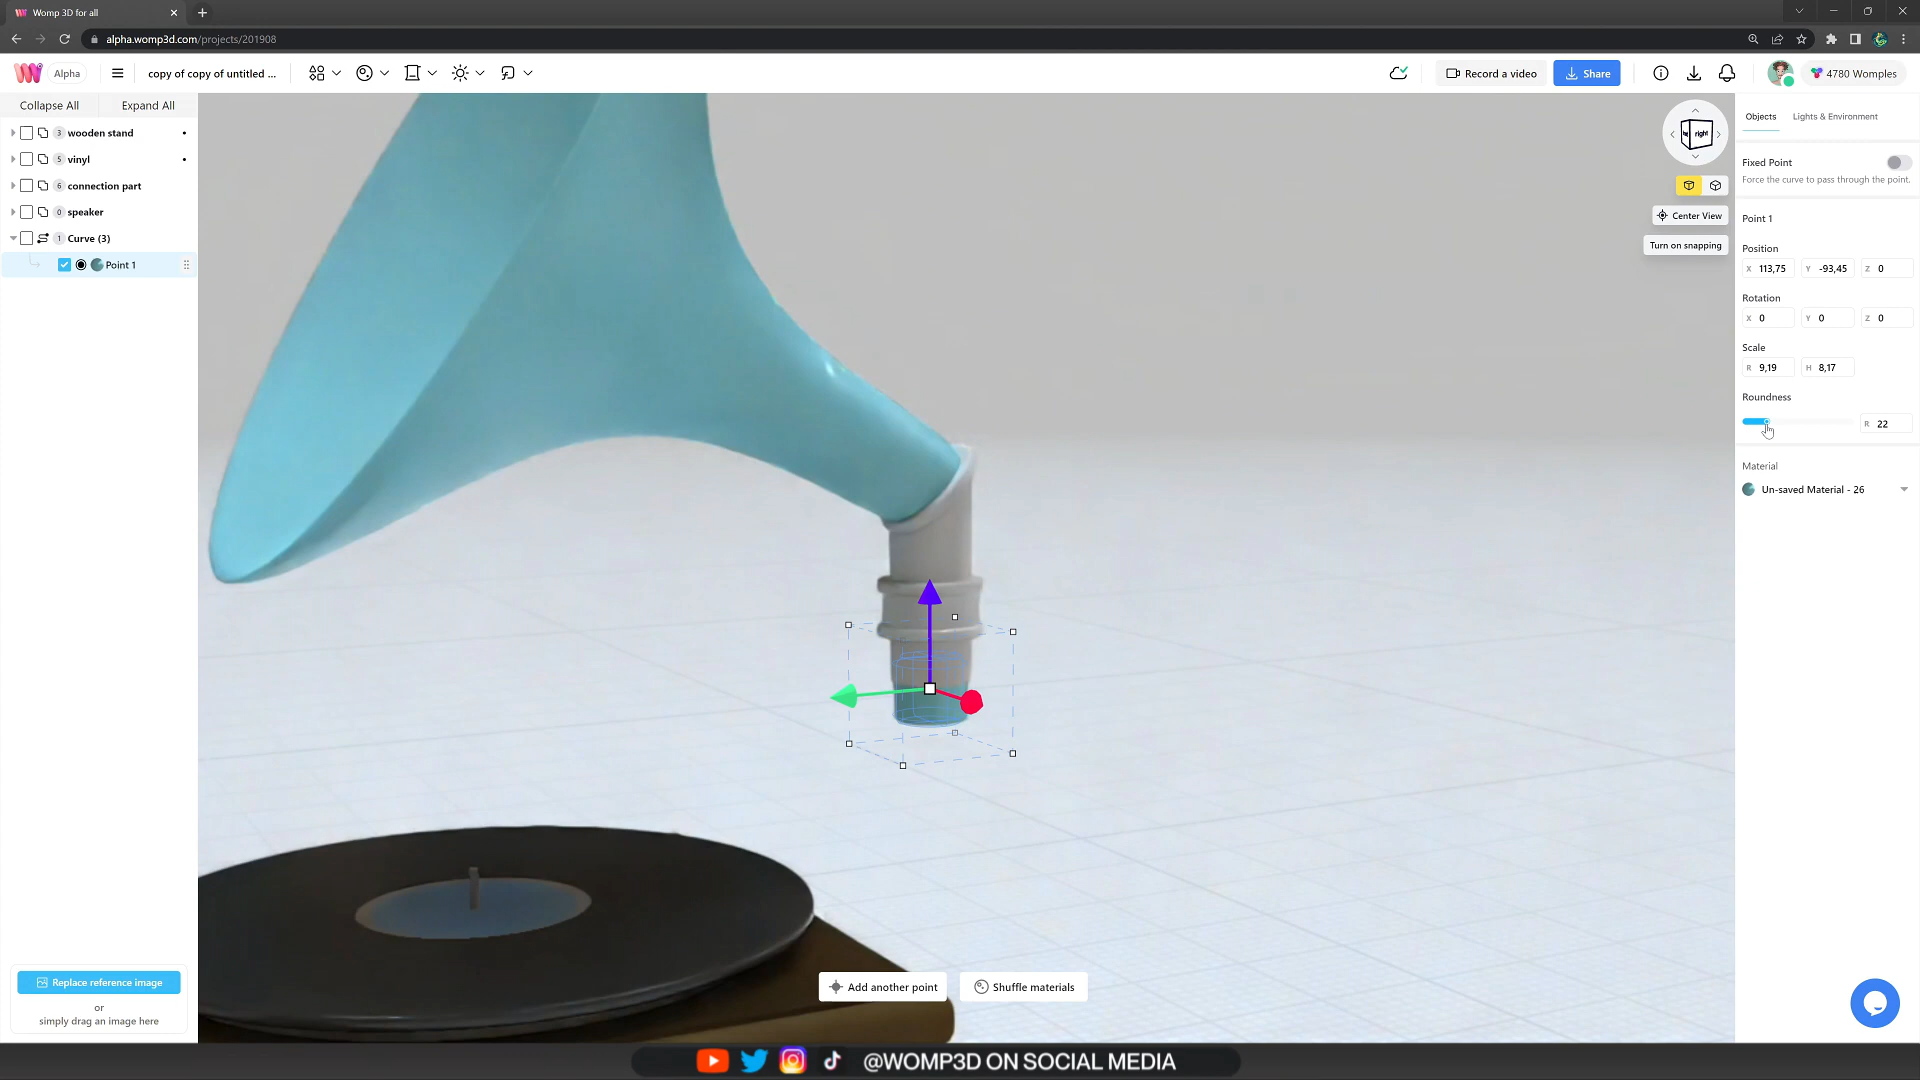 Womp 3D for all
alpha.womp3d.com/projects/201908
Alpha
copy of copy of untitled ...
Record a video
Share
4780 Womples
Collapse All
Expand All
3 wooden stand
5 vinyl
6 connection part
0 speaker
1 Curve (3)
Point 1
Replace reference image
or
simply drag an image here
right
Center View
Turn on snapping
Add another point
Shuffle materials
Objects
Lights & Environment
Fixed Point
Force the curve to pass through the point.
Point 1
Position
X 113,75 Y -93,45 Z 0
Rotation
X 0 Y 0 Z 0
Scale
R 9,19 H 8,17
Roundness
R 22
Material
Un-saved Material - 26
@WOMP3D ON SOCIAL MEDIA